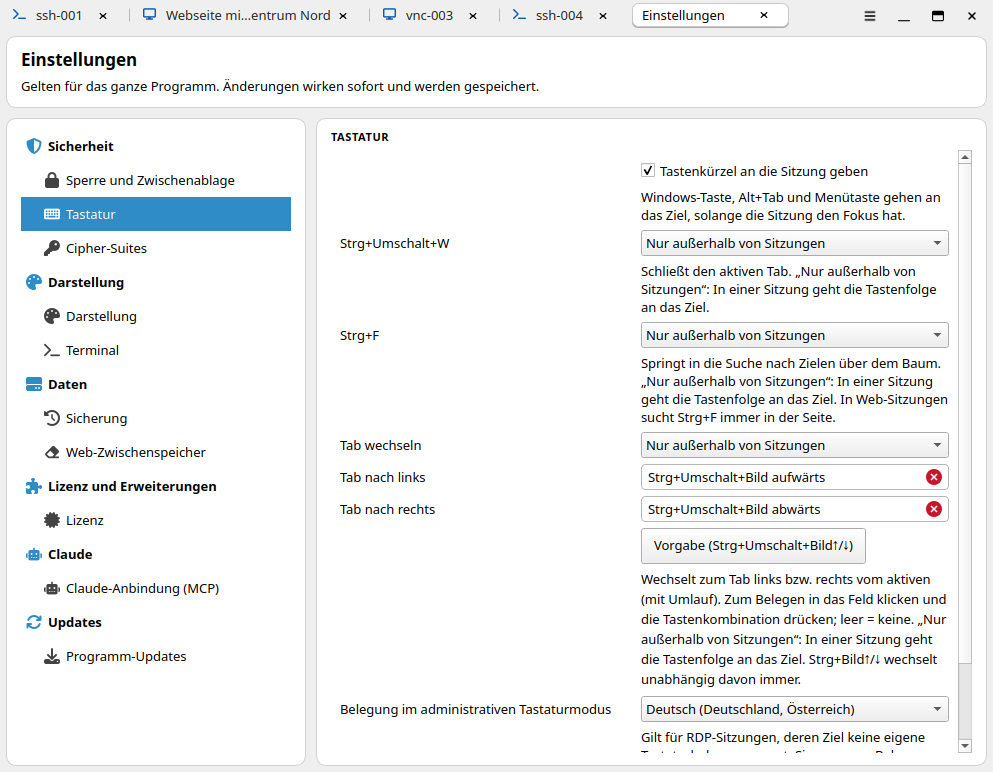 ssh-001
Webseite mi...entrum Nord
vnc-003
ssh-004
Einstellungen
Einstellungen
Gelten für das ganze Programm. Änderungen wirken sofort und werden gespeichert.
Sicherheit
Sperre und Zwischenablage
Tastatur
Cipher-Suites
Darstellung
Darstellung
Terminal
Daten
Sicherung
Web-Zwischenspeicher
Lizenz und Erweiterungen
Lizenz
Claude
Claude-Anbindung (MCP)
Updates
Programm-Updates
TASTATUR
Tastenkürzel an die Sitzung geben
Windows-Taste, Alt+Tab und Menütaste gehen an
das Ziel, solange die Sitzung den Fokus hat.
Strg+Umschalt+W
Nur außerhalb von Sitzungen
Schließt den aktiven Tab. „Nur außerhalb von
Sitzungen“: In einer Sitzung geht die Tastenfolge
an das Ziel.
Strg+F
Nur außerhalb von Sitzungen
Springt in die Suche nach Zielen über dem Baum.
„Nur außerhalb von Sitzungen“: In einer Sitzung
geht die Tastenfolge an das Ziel. In Web-Sitzungen
sucht Strg+F immer in der Seite.
Tab wechseln
Nur außerhalb von Sitzungen
Tab nach links
Strg+Umschalt+Bild aufwärts
Tab nach rechts
Strg+Umschalt+Bild abwärts
Vorgabe (Strg+Umschalt+Bild↑/↓)
Wechselt zum Tab links bzw. rechts vom aktiven
(mit Umlauf). Zum Belegen in das Feld klicken und
die Tastenkombination drücken; leer = keine. „Nur
außerhalb von Sitzungen“: In einer Sitzung geht
die Tastenfolge an das Ziel. Strg+Bild↑/↓ wechselt
unabhängig davon immer.
Belegung im administrativen Tastaturmodus
Deutsch (Deutschland, Österreich)
Gilt für RDP-Sitzungen, deren Ziel keine eigene